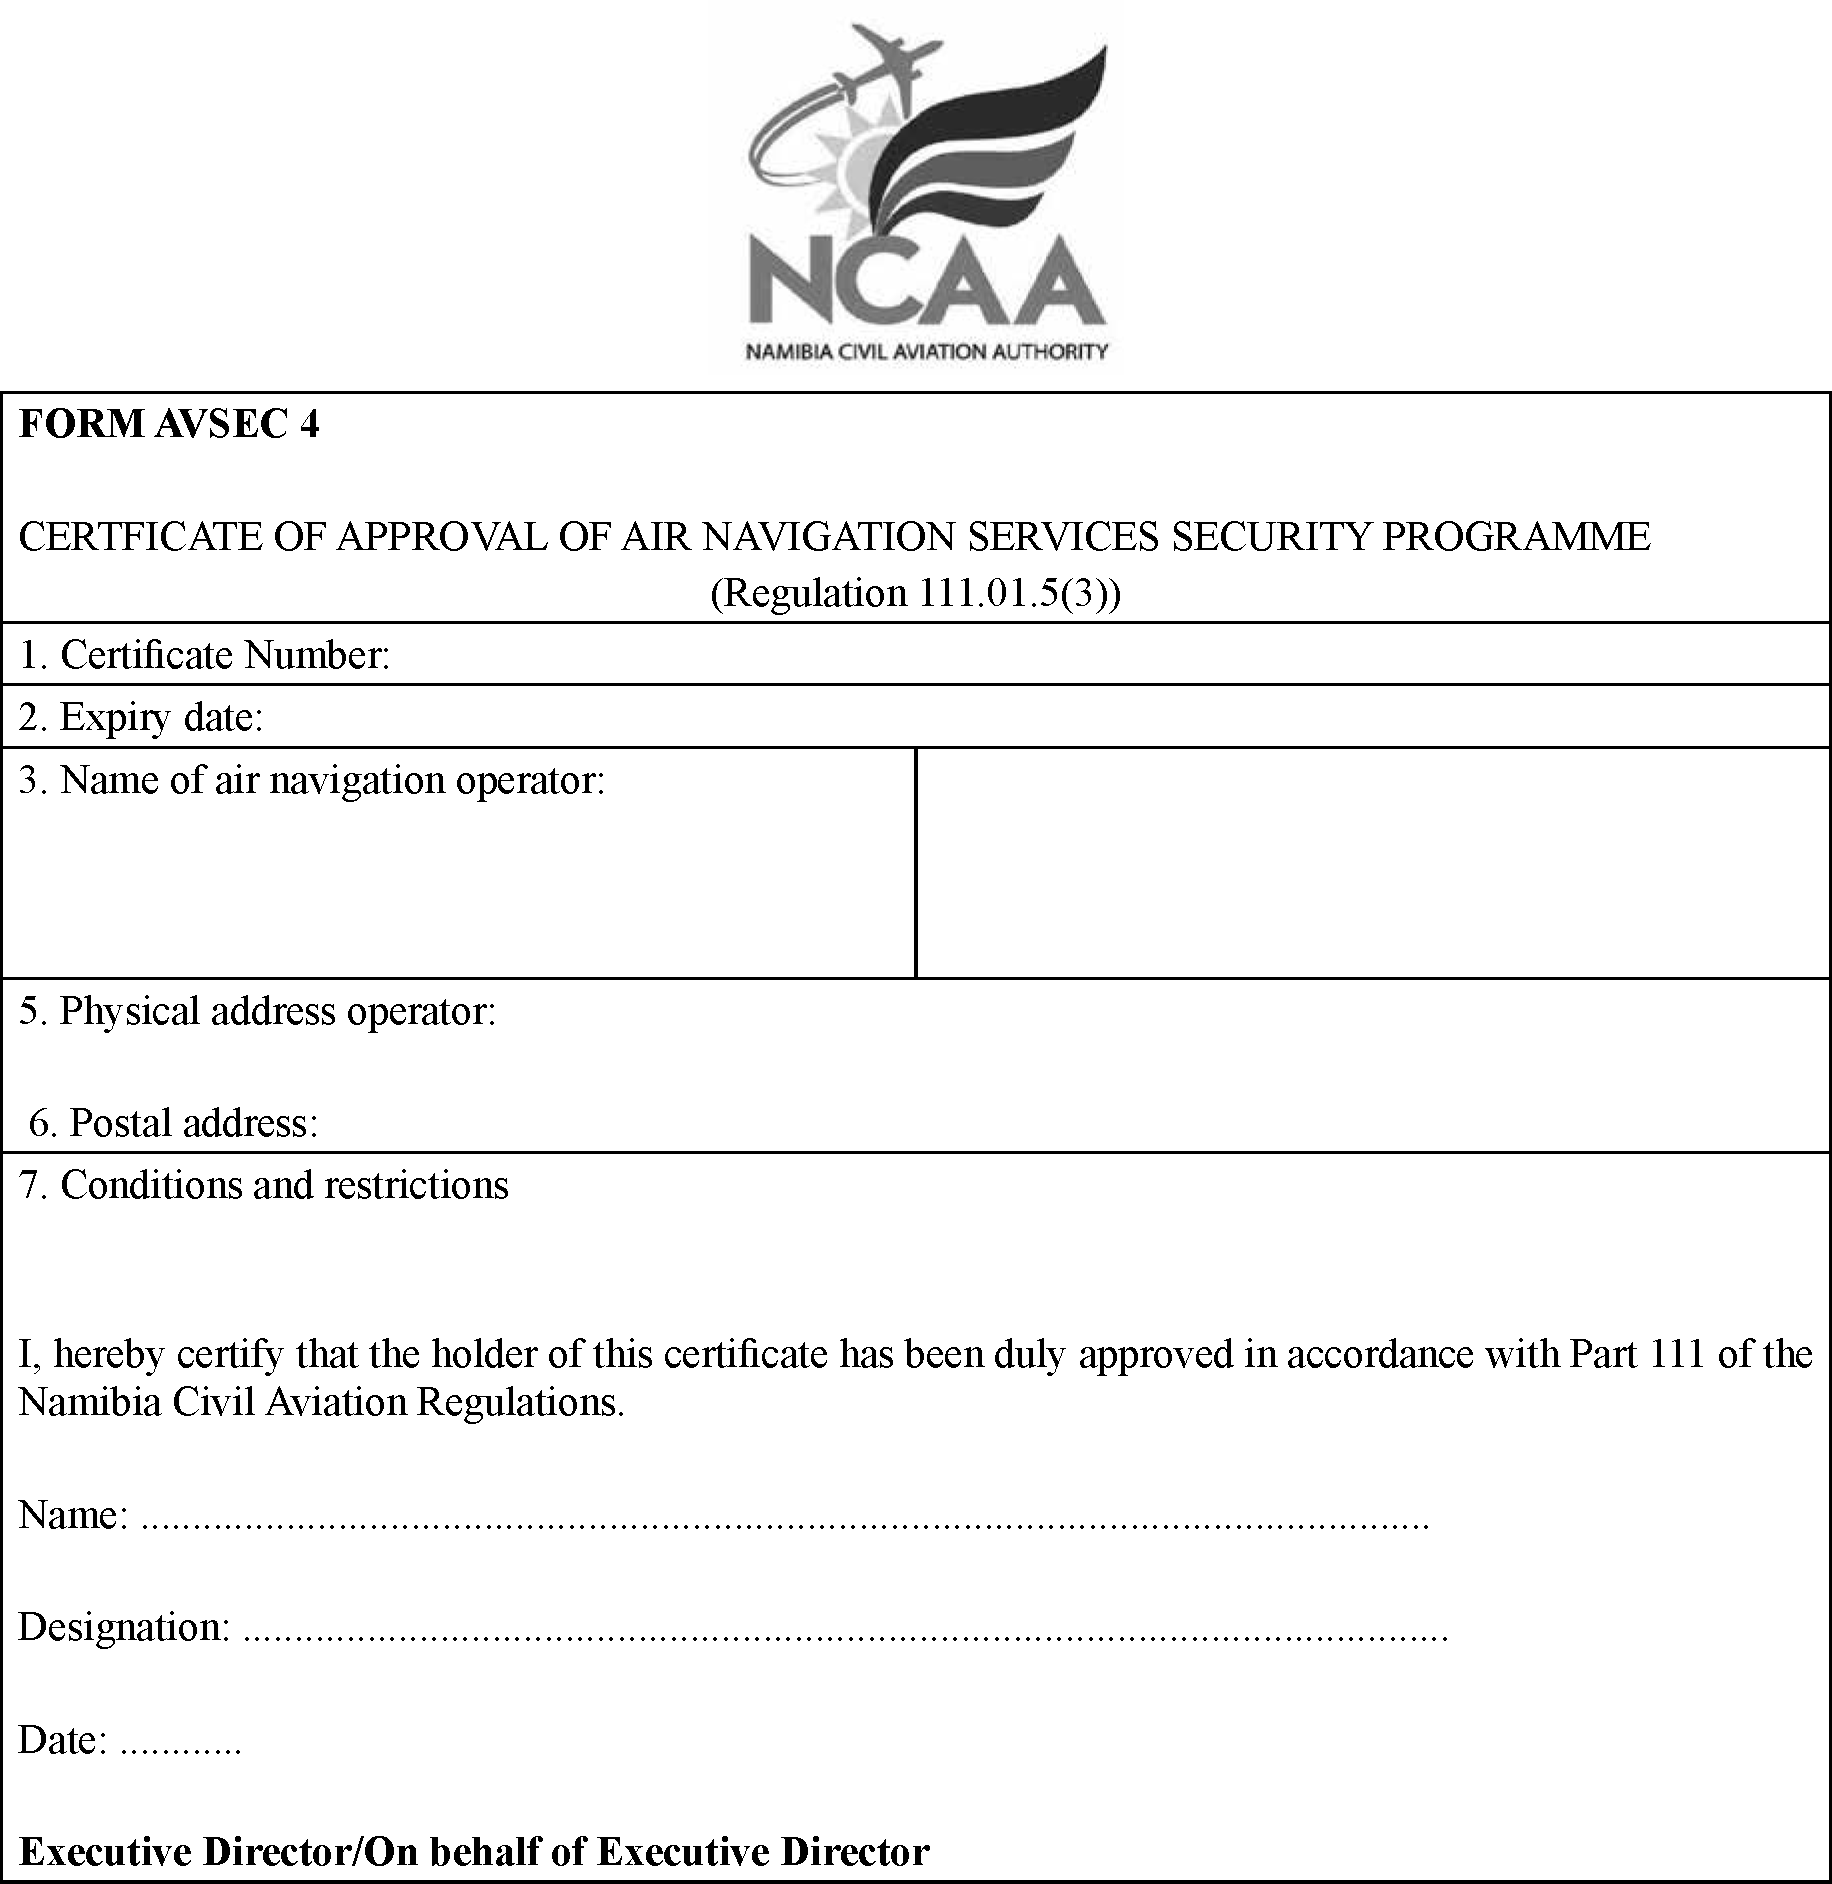 NCAA
NAMIBIA CIVIL AVIATION AUTHORITY
FORM AVSEC 4
CERTFICATE OF APPROVAL OF AIR NAVIGATION SERVICES SECURITY PROGRAMME
(Regulation 111.01.5(3))
1. Certificate Number:
2. Expiry date:
3. Name of air navigation operator:
5. Physical address operator:
6. Postal address:
7. Conditions and restrictions
I, hereby certify that the holder of this certificate has been duly approved in accordance with Part 111 of the
Namibia Civil Aviation Regulations.
Name: ............................................................................................................................
Designation: ....................................................................................................................
Date: ............
Executive Director/On behalf of Executive Director